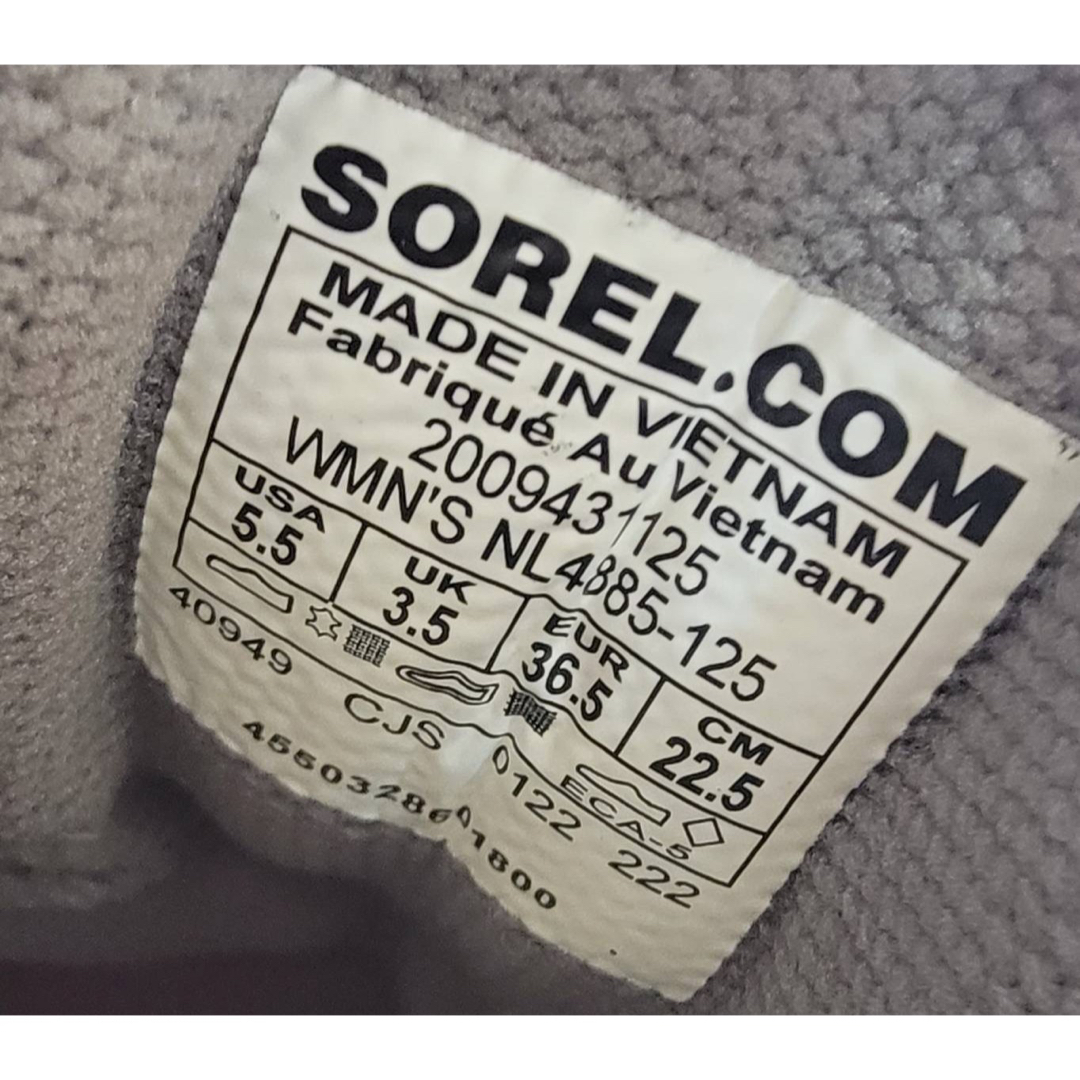 SOREL.COM
MADE IN VIETNAM
Fabriqué Au Vietnam
2009431125
WMN'S NL4885-125
USA UK EUR CM
5.5 3.5 36.5 22.5
ECA-5
40949 CJS 0122 222